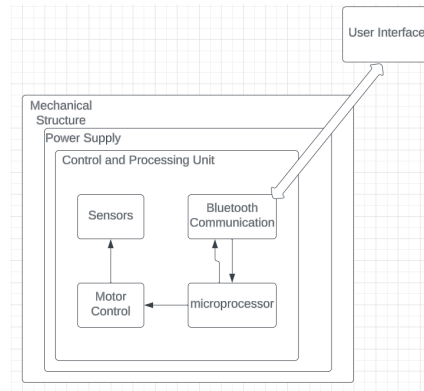 User Interface
Mechanical
Structure
Power Supply
Control and Processing Unit
Sensors
Bluetooth
Communication
Motor
Control
microprocessor